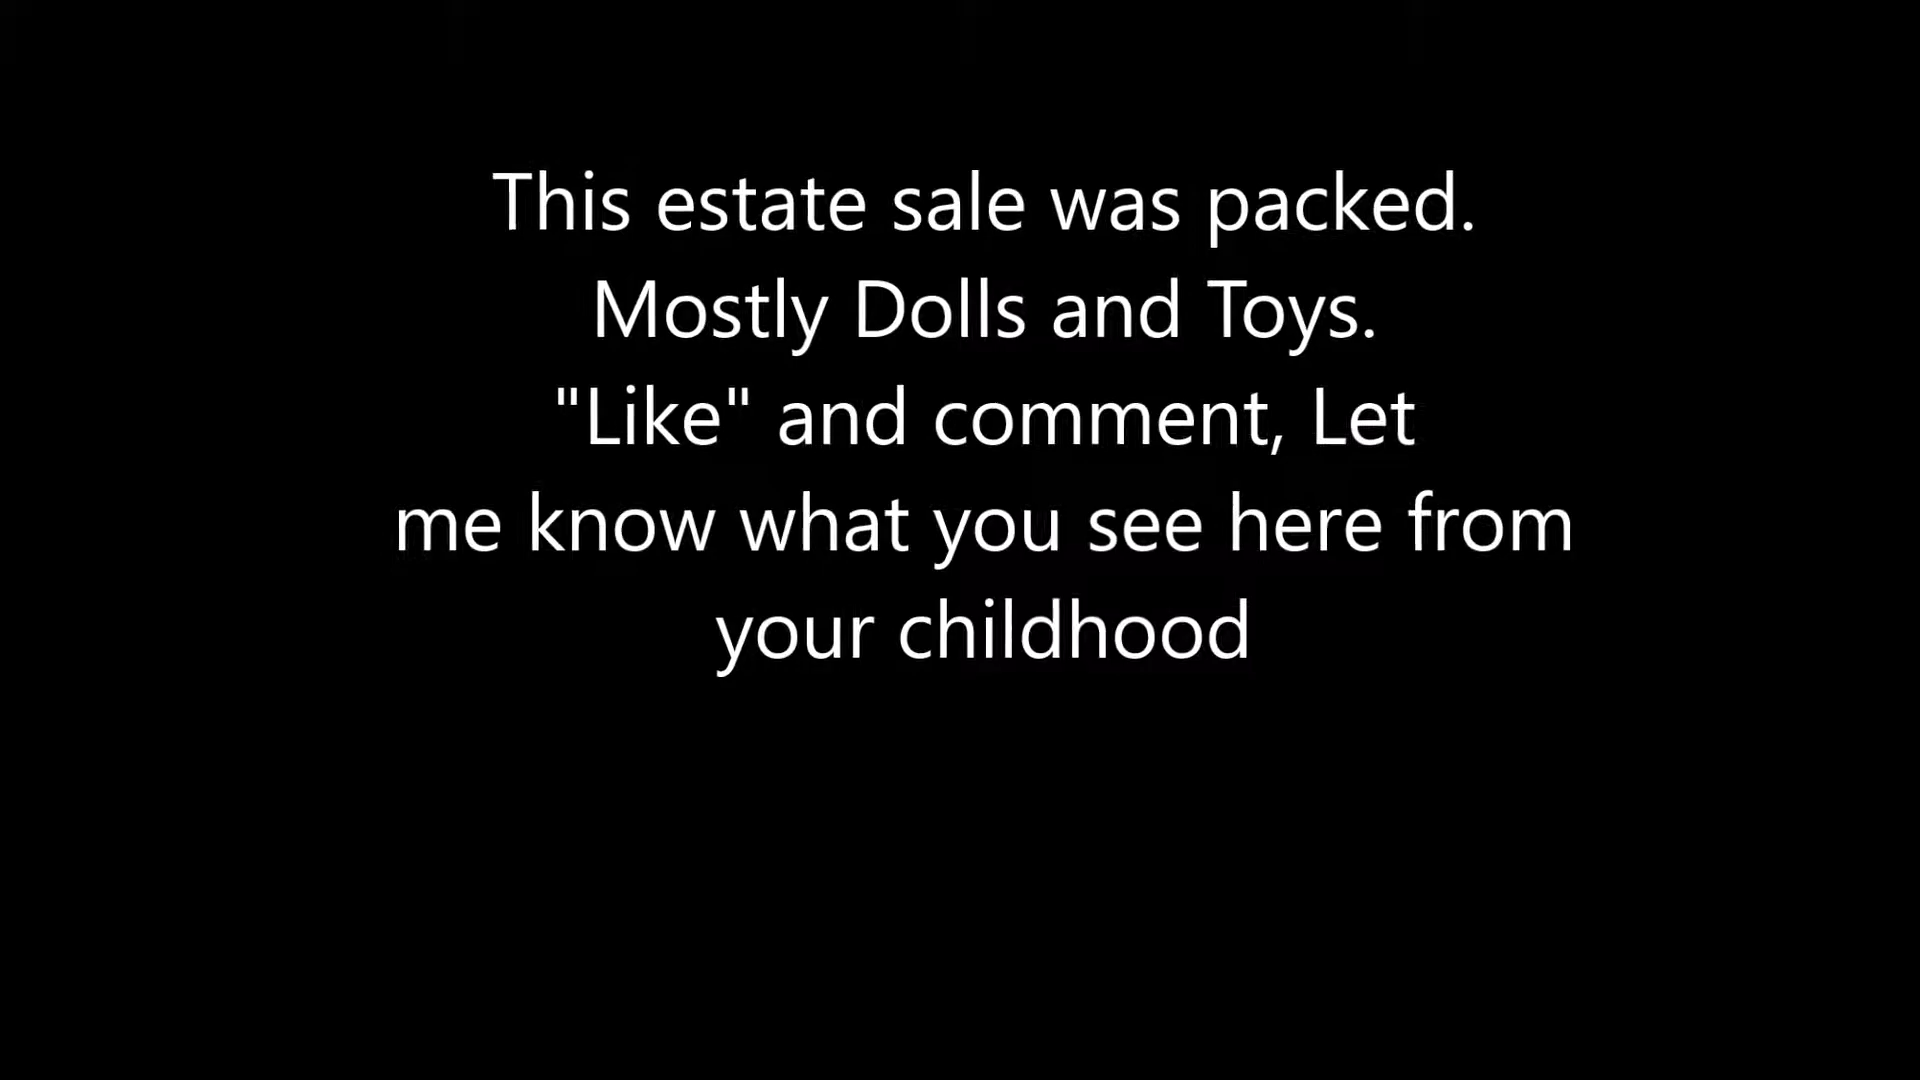 This estate sale was packed.
Mostly Dolls and Toys.
"Like" and comment, Let
me know what you see here from
your childhood